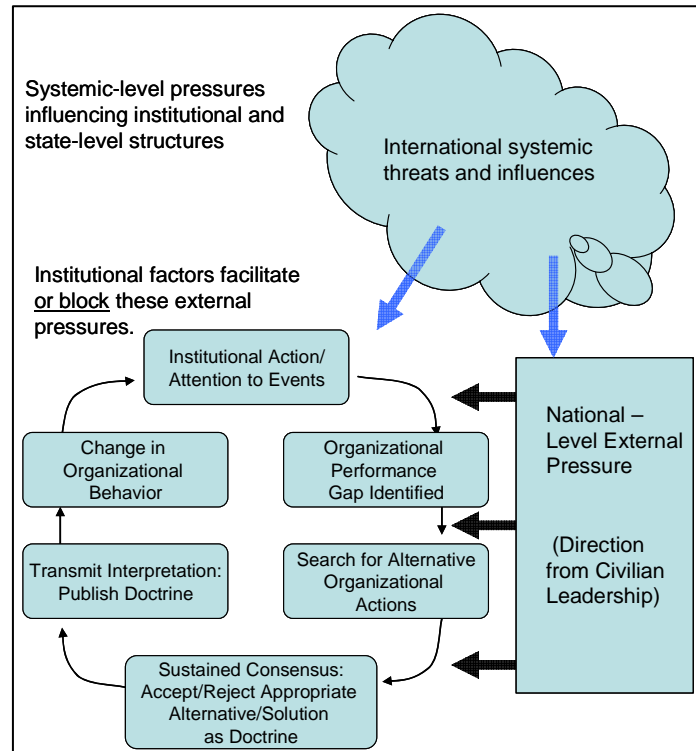 Systemic-level pressures
influencing institutional and
state-level structures
International systemic
threats and influences
Institutional factors facilitate
or block these external
pressures.
Institutional Action/
Attention to Events
Organizational
Performance
Gap Identified
Search for Alternative
Organizational
Actions
Sustained Consensus:
Accept/Reject Appropriate
Alternative/Solution
as Doctrine
Transmit Interpretation:
Publish Doctrine
Change in
Organizational
Behavior
National –
Level External
Pressure
(Direction
from Civilian
Leadership)